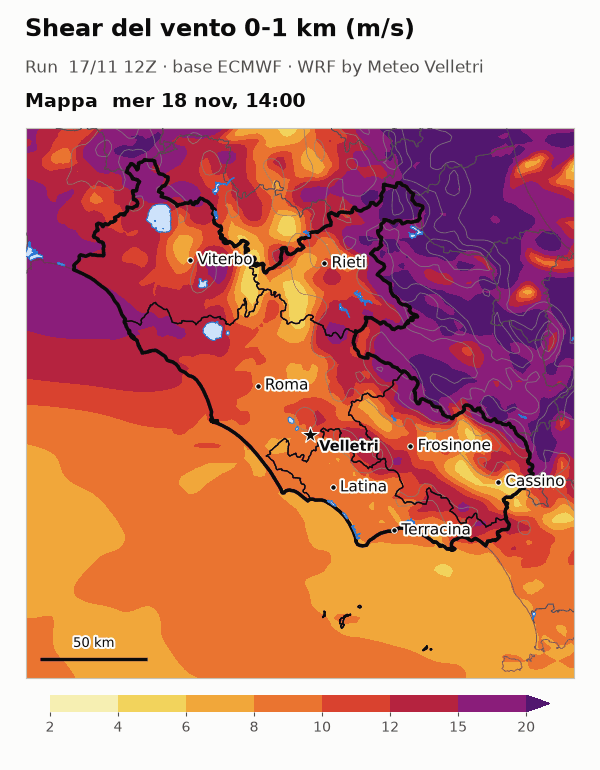 Shear del vento 0-1 km (m/s)
Run  17/11 12Z · base ECMWF · WRF by Meteo Velletri
Mappa  mer 18 nov, 14:00
Viterbo
Rieti
Roma
Velletri
Frosinone
Cassino
Latina
Terracina
50 km
2 4 6 8 10 12 15 20